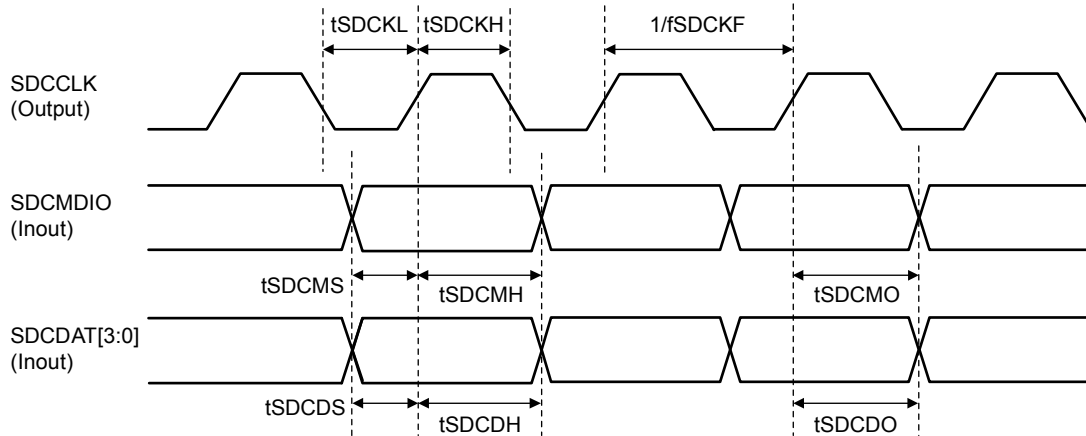 tSDCKL tSDCKH 1/fSDCKF
SDCCLK
(Output)
SDCMDIO
(Inout)
tSDCMS tSDCMH tSDCMO
SDCDAT[3:0]
(Inout)
tSDCDS tSDCDH tSDCDO